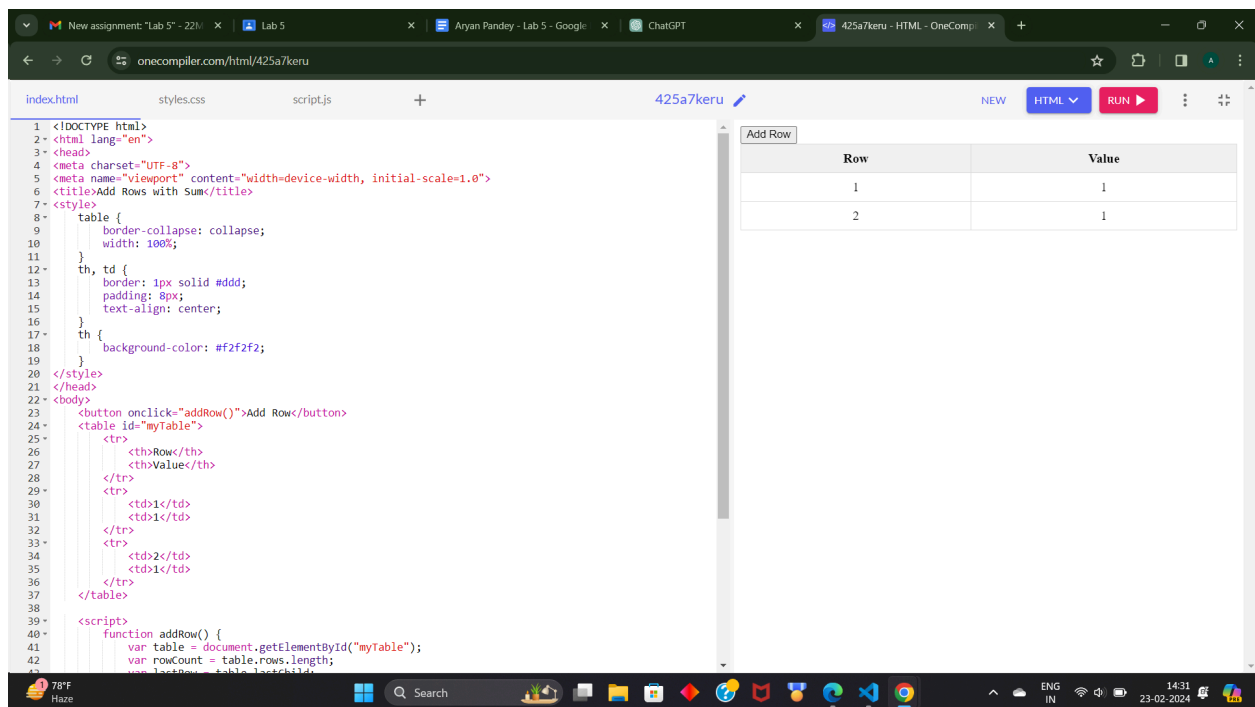 New assignment: "Lab 5" - 22M
Lab 5
Aryan Pandey - Lab 5 - Google
ChatGPT
425a7keru - HTML - OneComp
onecompiler.com/html/425a7keru
A
index.html styles.css script.js + 425a7keru NEW HTML RUN
1 <!DOCTYPE html>
2 <html lang="en">
3 <head>
4 <meta charset="UTF-8">
5 <meta name="viewport" content="width=device-width, initial-scale=1.0">
6 <title>Add Rows with Sum</title>
7 <style>
8 table {
9 border-collapse: collapse;
10 width: 100%;
11 }
12 th, td {
13 border: 1px solid #ddd;
14 padding: 8px;
15 text-align: center;
16 }
17 th {
18 background-color: #f2f2f2;
19 }
20 </style>
21 </head>
22 <body>
23 <button onclick="addRow()">Add Row</button>
24 <table id="myTable">
25 <tr>
26 <th>Row</th>
27 <th>Value</th>
28 </tr>
29 <tr>
30 <td>1</td>
31 <td>1</td>
32 </tr>
33 <tr>
34 <td>2</td>
35 <td>1</td>
36 </tr>
37 </table>
38
39 <script>
40 function addRow() {
41 var table = document.getElementById("myTable");
42 var rowCount = table.rows.length;
43 var lastRow = table.lastChild;
Add Row
Row Value
1 1
2 1
1
78°F
Haze
Search
ENG
IN
14:31
23-02-2024